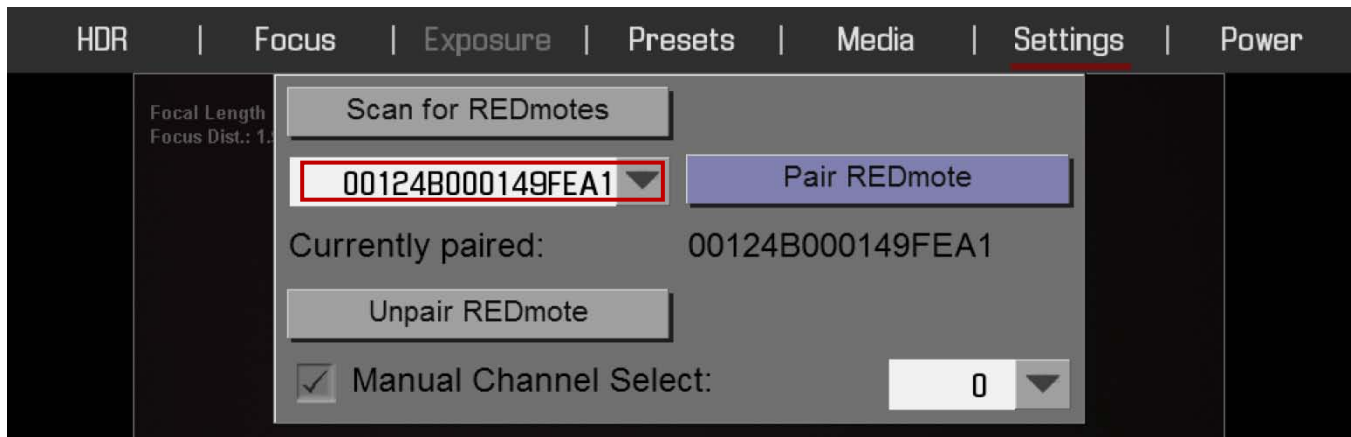 HDR | Focus | Exposure | Presets | Media | Settings | Power
Focal Length
Focus Dist.: 1.
Scan for REDmotes
00124B000149FEA1 Pair REDmote
Currently paired: 00124B000149FEA1
Unpair REDmote
Manual Channel Select: 0